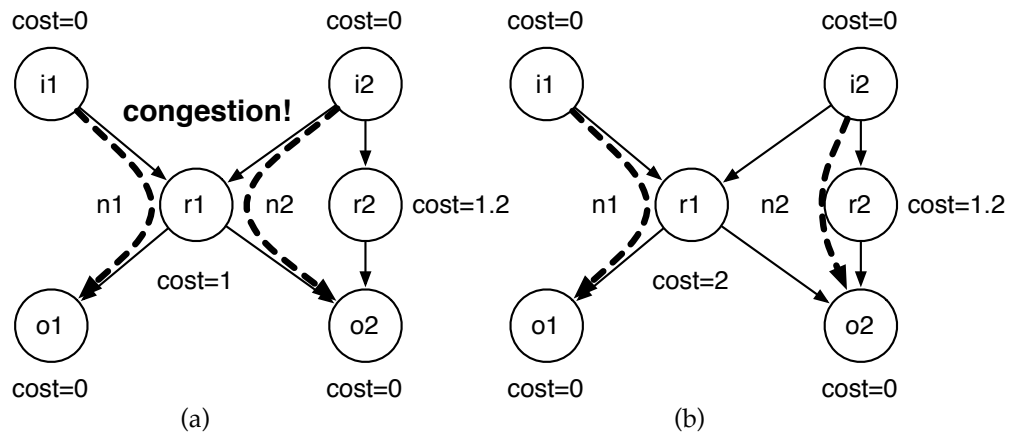 cost=0 cost=0 cost=0 cost=0
i1 i2 i1 i2
congestion!
n1 r1 n2 r2 cost=1.2 n1 r1 n2 r2 cost=1.2
cost=1 cost=2
o1 o2 o1 o2
cost=0 cost=0 cost=0 cost=0
(a) (b)